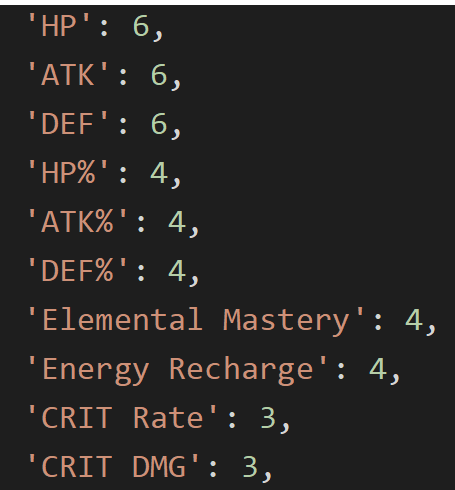 'HP': 6,
'ATK': 6,
'DEF': 6,
'HP%': 4,
'ATK%': 4,
'DEF%': 4,
'Elemental Mastery': 4,
'Energy Recharge': 4,
'CRIT Rate': 3,
'CRIT DMG': 3,